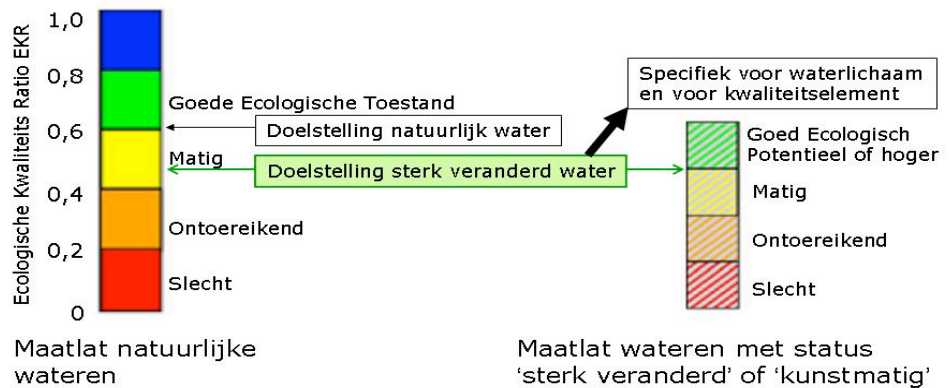 Ecologische Kwaliteits Ratio EKR
1,0
0,8
0,6
0,4
0,2
0
Goede Ecologische Toestand
Matig
Ontoereikend
Slecht
Doelstelling natuurlijk water
Doelstelling sterk veranderd water
Specifiek voor waterlichaam
en voor kwaliteitselement
Goed Ecologisch
Potentieel of hoger
Matig
Ontoereikend
Slecht
Maatlat natuurlijke
wateren
Maatlat wateren met status
‘sterk veranderd’ of ‘kunstmatig’